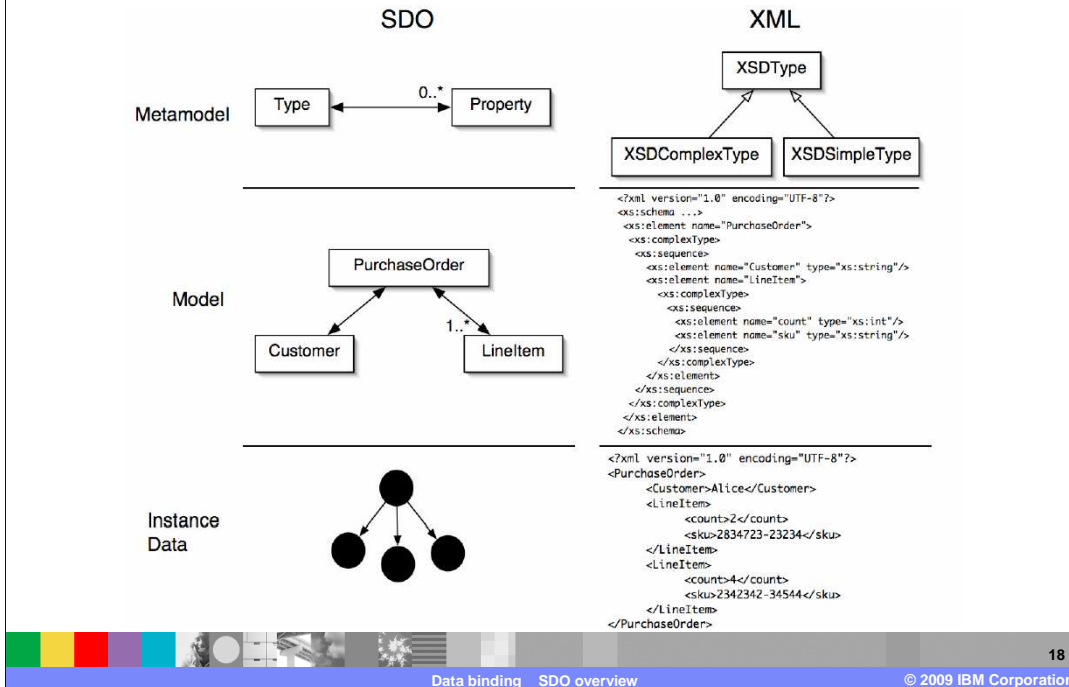 SDO
XML
Metamodel
Type
0..*
Property
XSDType
XSDComplexType
XSDSimpleType
Model
PurchaseOrder
1..*
Customer
LineItem
<?xml version="1.0" encoding="UTF-8"?>
<xs:schema ...>
<xs:element name="PurchaseOrder">
<xs:complexType>
<xs:sequence>
<xs:element name="Customer" type="xs:string"/>
<xs:element name="LineItem">
<xs:complexType>
<xs:sequence>
<xs:element name="count" type="xs:int"/>
<xs:element name="sku" type="xs:string"/>
</xs:sequence>
</xs:complexType>
</xs:element>
</xs:sequence>
</xs:complexType>
</xs:element>
</xs:schema>
Instance
Data
<?xml version="1.0" encoding="UTF-8"?>
<PurchaseOrder>
<Customer>Alice</Customer>
<LineItem>
<count>2</count>
<sku>2834723-23234</sku>
</LineItem>
<LineItem>
<count>4</count>
<sku>2342342-34544</sku>
</LineItem>
</PurchaseOrder>
18
Data binding SDO overview
© 2009 IBM Corporation